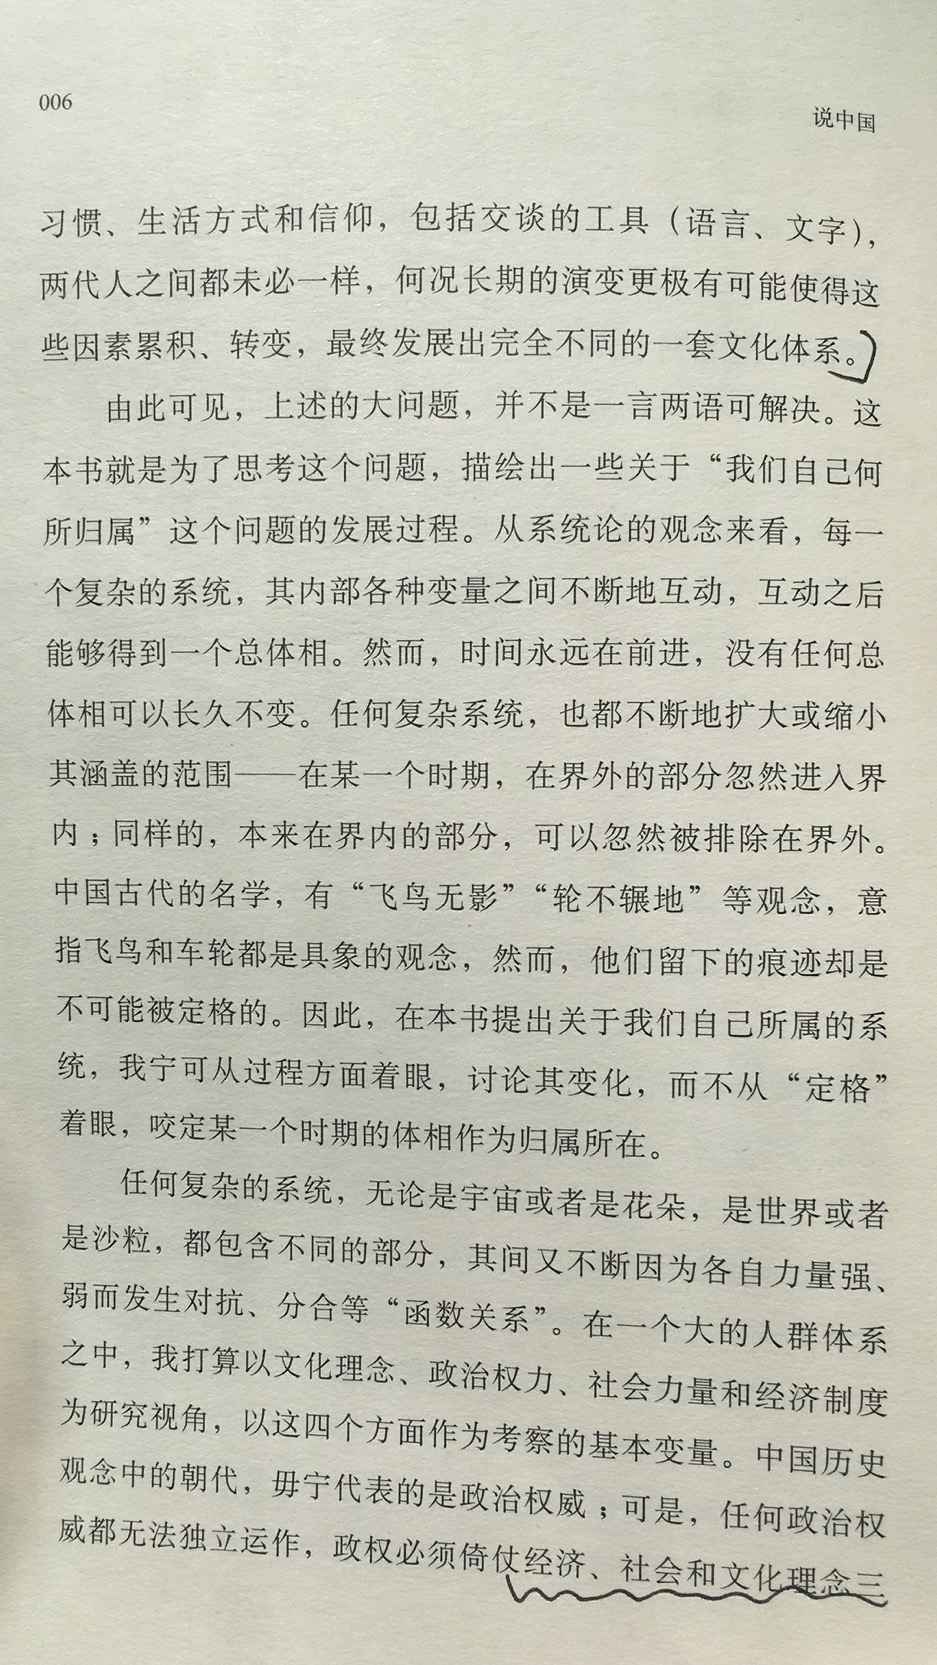 006
说中国
习惯、生活方式和信仰，包括交谈的工具（语言、文字），
两代人之间都未必一样，何况长期的演变更极有可能使得这
些因素累积、转变，最终发展出完全不同的一套文化体系。
由此可见，上述的大问题，并不是一言两语可解决。这
本书就是为了思考这个问题，描绘出一些关于“我们自己何
所归属”这个问题的发展过程。从系统论的观念来看，每一
个复杂的系统，其内部各种变量之间不断地互动，互动之后
能够得到一个总体相。然而，时间永远在前进，没有任何总
体相可以长久不变。任何复杂系统，也都不断地扩大或缩小
其涵盖的范围——在某一个时期，在界外的部分忽然进入界
内；同样的，本来在界内的部分，可以忽然被排除在界外。
中国古代的名学，有“飞鸟无影”“轮不辗地”等观念，意
指飞鸟和车轮都是具象的观念，然而，他们留下的痕迹却是
不可能被定格的。因此，在本书提出关于我们自己所属的系
统，我宁可从过程方面着眼，讨论其变化，而不从“定格”
着眼，咬定某一个时期的体相作为归属所在。
任何复杂的系统，无论是宇宙或者是花朵，是世界或者
是沙粒，都包含不同的部分，其间又不断因为各自力量强、
弱而发生对抗、分合等“函数关系”。在一个大的人群体系
之中，我打算以文化理念、政治权力、社会力量和经济制度
为研究视角，以这四个方面作为考察的基本变量。中国历史
观念中的朝代，毋宁代表的是政治权威；可是，任何政治权
威都无法独立运作，政权必须倚仗经济、社会和文化理念三